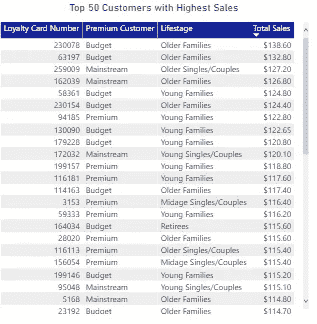 Top 50 Customers with Highest Sales
Loyalty Card Number Premium Customer Lifestage Total Sales
230078 Budget Older Families $138.60
63197 Budget Older Families $132.80
259009 Mainstream Older Singles/Couples $127.20
162039 Mainstream Older Families $126.80
58361 Budget Young Families $124.80
230154 Budget Older Families $124.40
94185 Premium Young Families $122.80
130090 Budget Young Families $122.65
179228 Budget Young Families $120.80
172032 Mainstream Young Singles/Couples $120.10
199157 Premium Young Families $118.80
116181 Premium Young Families $117.60
114163 Budget Older Families $117.40
3153 Premium Midage Singles/Couples $116.40
59333 Premium Young Families $116.20
164034 Budget Retirees $115.60
28020 Premium Older Families $115.60
116113 Premium Older Singles/Couples $115.40
156054 Premium Midage Singles/Couples $115.40
199146 Budget Young Families $115.20
95048 Mainstream Young Singles/Couples $115.10
5168 Mainstream Older Families $114.80
23192 Budget Older Families $114.70